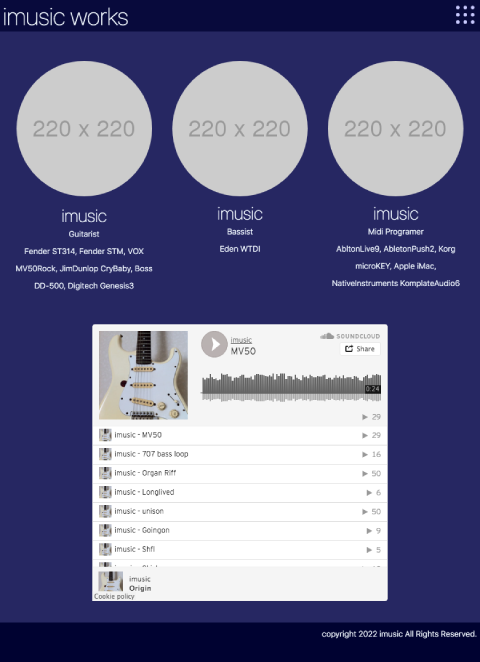 imusic works
220 x 220
220 x 220
220 x 220
imusic
Guitarist
Fender ST314, Fender STM, VOX
MV50Rock, JimDunlop CryBaby, Boss
DD-500, Digitech Genesis3
imusic
Bassist
Eden WTDI
imusic
Midi Programer
AbltonLive9, AbletonPush2, Korg
microKEY, Apple iMac,
NativeInstruments KomplateAudio6
imusic
MV50
SOUNDCLOUD
Share
0:24
29
imusic - MV50 29
imusic - 707 bass loop 16
imusic - Organ Riff 50
imusic - Longlived 6
imusic - unison 50
imusic - Goingon 9
imusic - Shfl 5
imusic
Origin
Cookie policy
copyright 2022 imusic All Rights Reserved.